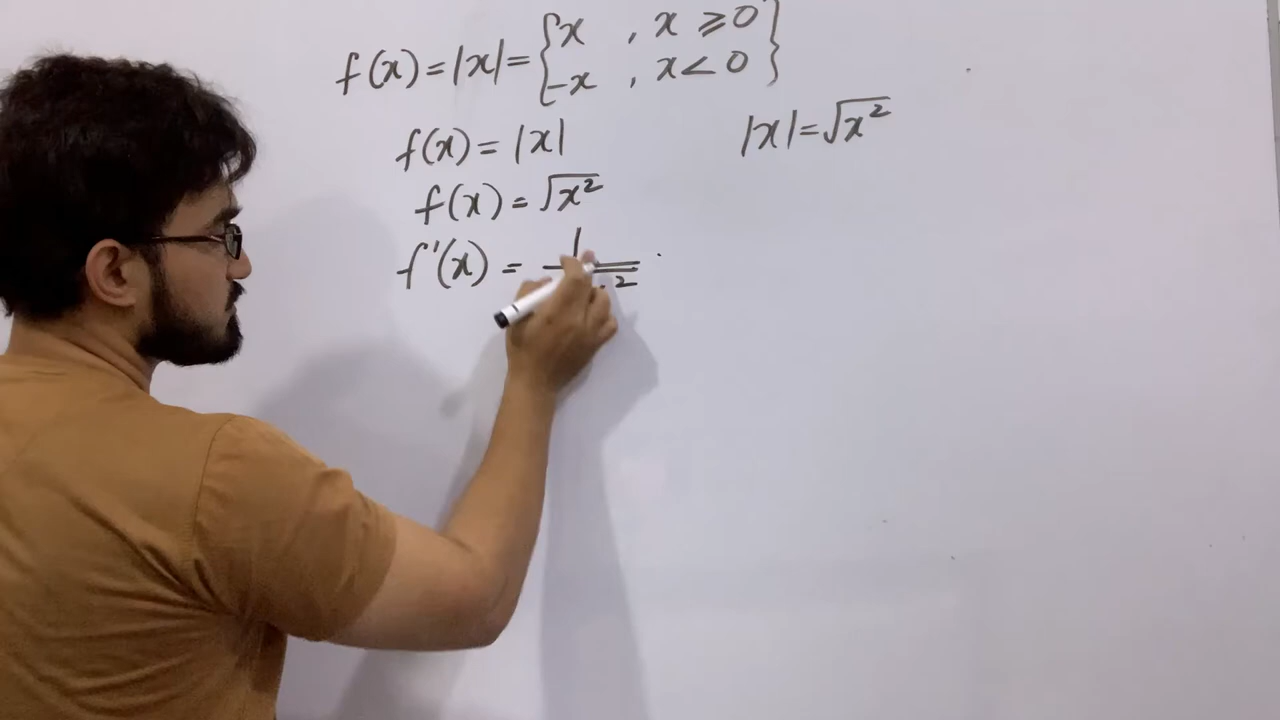 f(x) = |x| = { x , x ≥ 0
-x , x < 0 }
f(x) = |x|
|x| = √x²
f(x) = √x²
f'(x) = 1